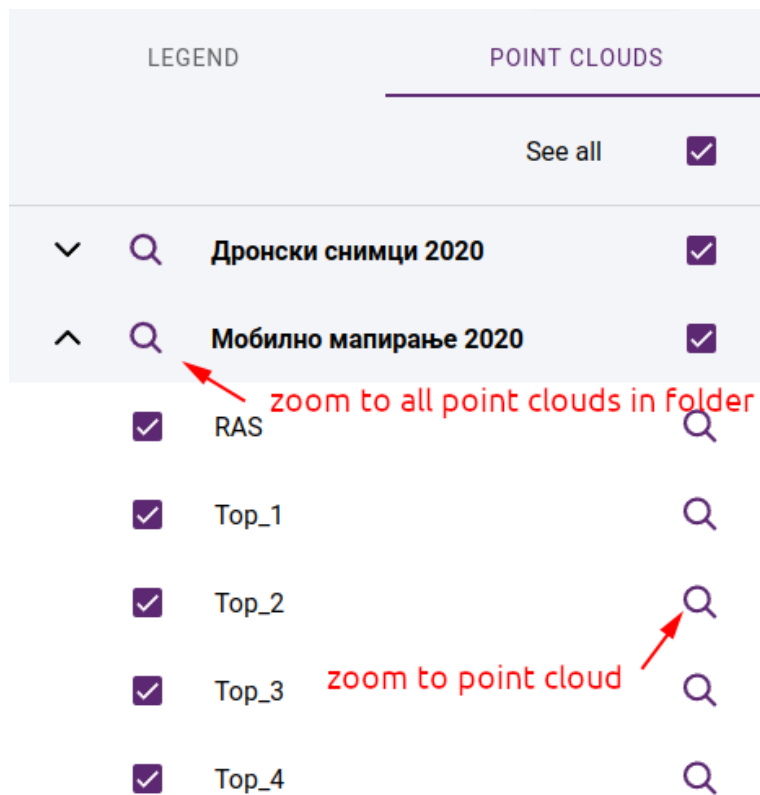 LEGEND POINT CLOUDS
See all
Дронски снимци 2020
Мобилно мапирање 2020
zoom to all point clouds in folder
RAS
Top_1
Top_2
zoom to point cloud
Top_3
Top_4